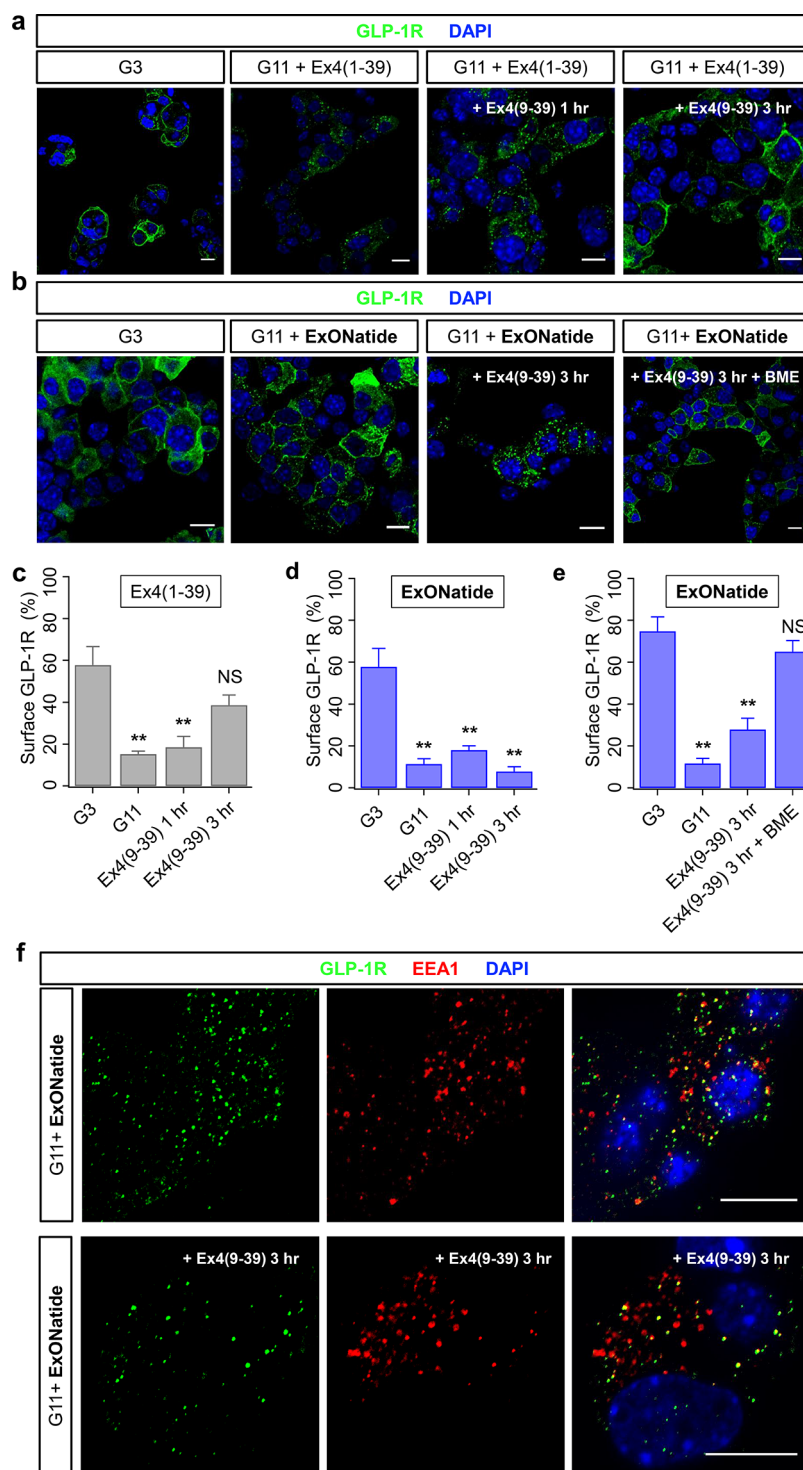 a
GLP-1R DAPI
G3 G11 + Ex4(1-39) G11 + Ex4(1-39) G11 + Ex4(1-39)
+ Ex4(9-39) 1 hr + Ex4(9-39) 3 hr
b
GLP-1R DAPI
G3 G11 + ExONatide G11 + ExONatide G11+ ExONatide
+ Ex4(9-39) 3 hr + Ex4(9-39) 3 hr + BME
c
Ex4(1-39)
Surface GLP-1R (%)
100
80
60
40
20
0
** ** NS
G3 G11 Ex4(9-39) 1 hr Ex4(9-39) 3 hr
d
ExONatide
Surface GLP-1R (%)
100
80
60
40
20
0
** ** **
G3 G11 Ex4(9-39) 1 hr Ex4(9-39) 3 hr
e
ExONatide
Surface GLP-1R (%)
100
80
60
40
20
0
** ** NS
G3 G11 Ex4(9-39) 3 hr Ex4(9-39) 3 hr + BME
f
GLP-1R EEA1 DAPI
G11+ ExONatide
G11+ ExONatide
+ Ex4(9-39) 3 hr + Ex4(9-39) 3 hr + Ex4(9-39) 3 hr